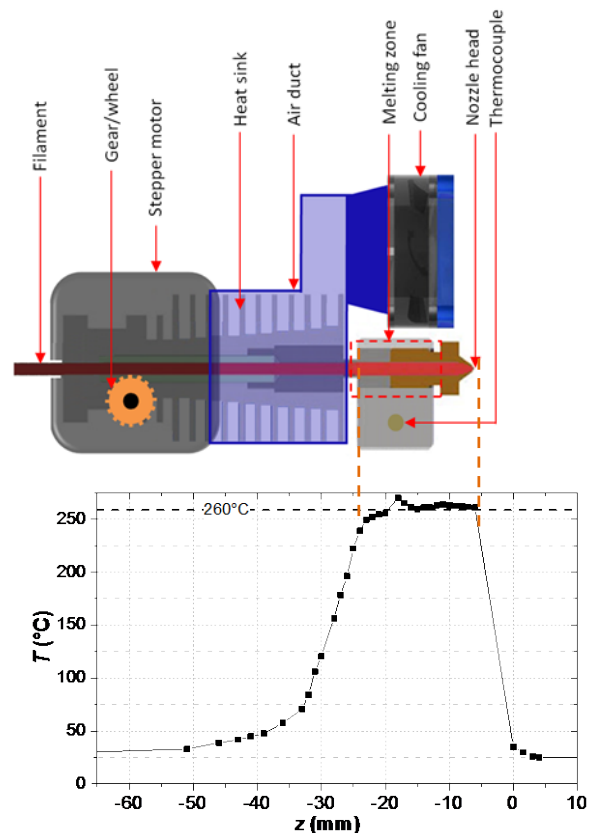 Filament
Gear/wheel
Stepper motor
Heat sink
Air duct
Melting zone
Cooling fan
Nozzle head
Thermocouple
260°C
250
200
150
100
50
0
T (°C)
-60
-50
-40
-30
-20
-10
0
10
z (mm)